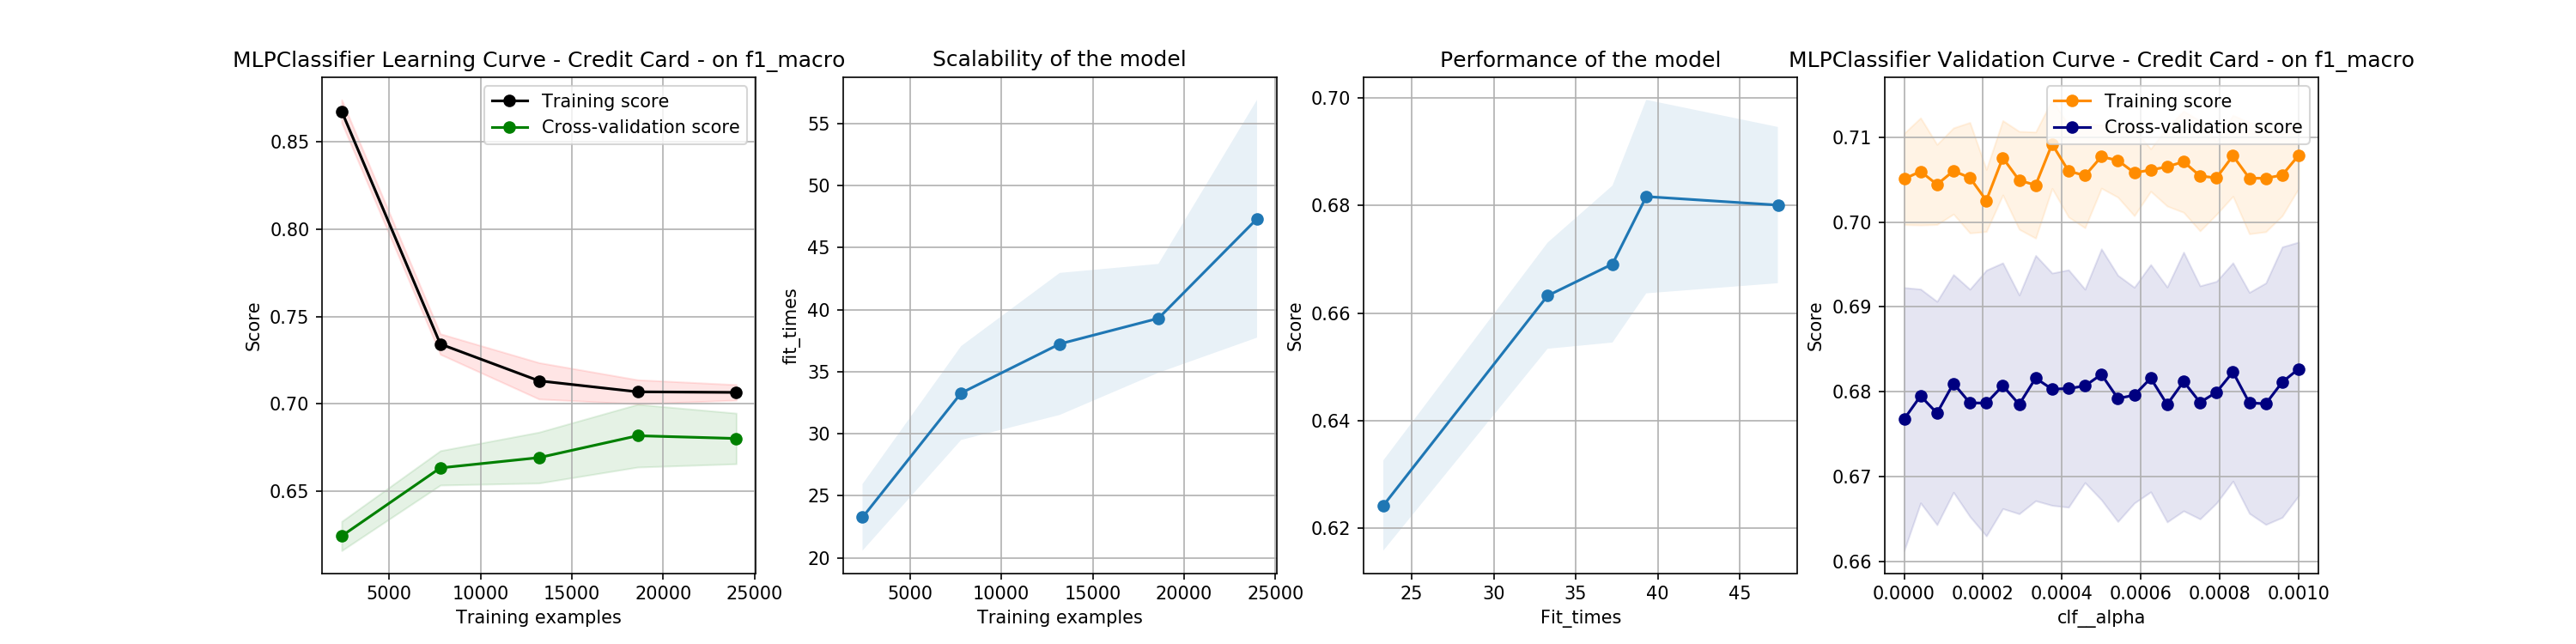 MLPClassifier Learning Curve - Credit Card - on f1_macro
Training score
Cross-validation score
0.85
0.80
0.75
0.70
0.65
Score
5000 10000 15000 20000 25000
Training examples
Scalability of the model
55
50
45
40
35
30
25
20
fit_times
5000 10000 15000 20000 25000
Training examples
Performance of the model
0.70
0.68
0.66
0.64
0.62
Score
25 30 35 40 45
Fit_times
MLPClassifier Validation Curve - Credit Card - on f1_macro
Training score
Cross-validation score
0.71
0.70
0.69
0.68
0.67
0.66
Score
0.0000 0.0002 0.0004 0.0006 0.0008 0.0010
clf__alpha